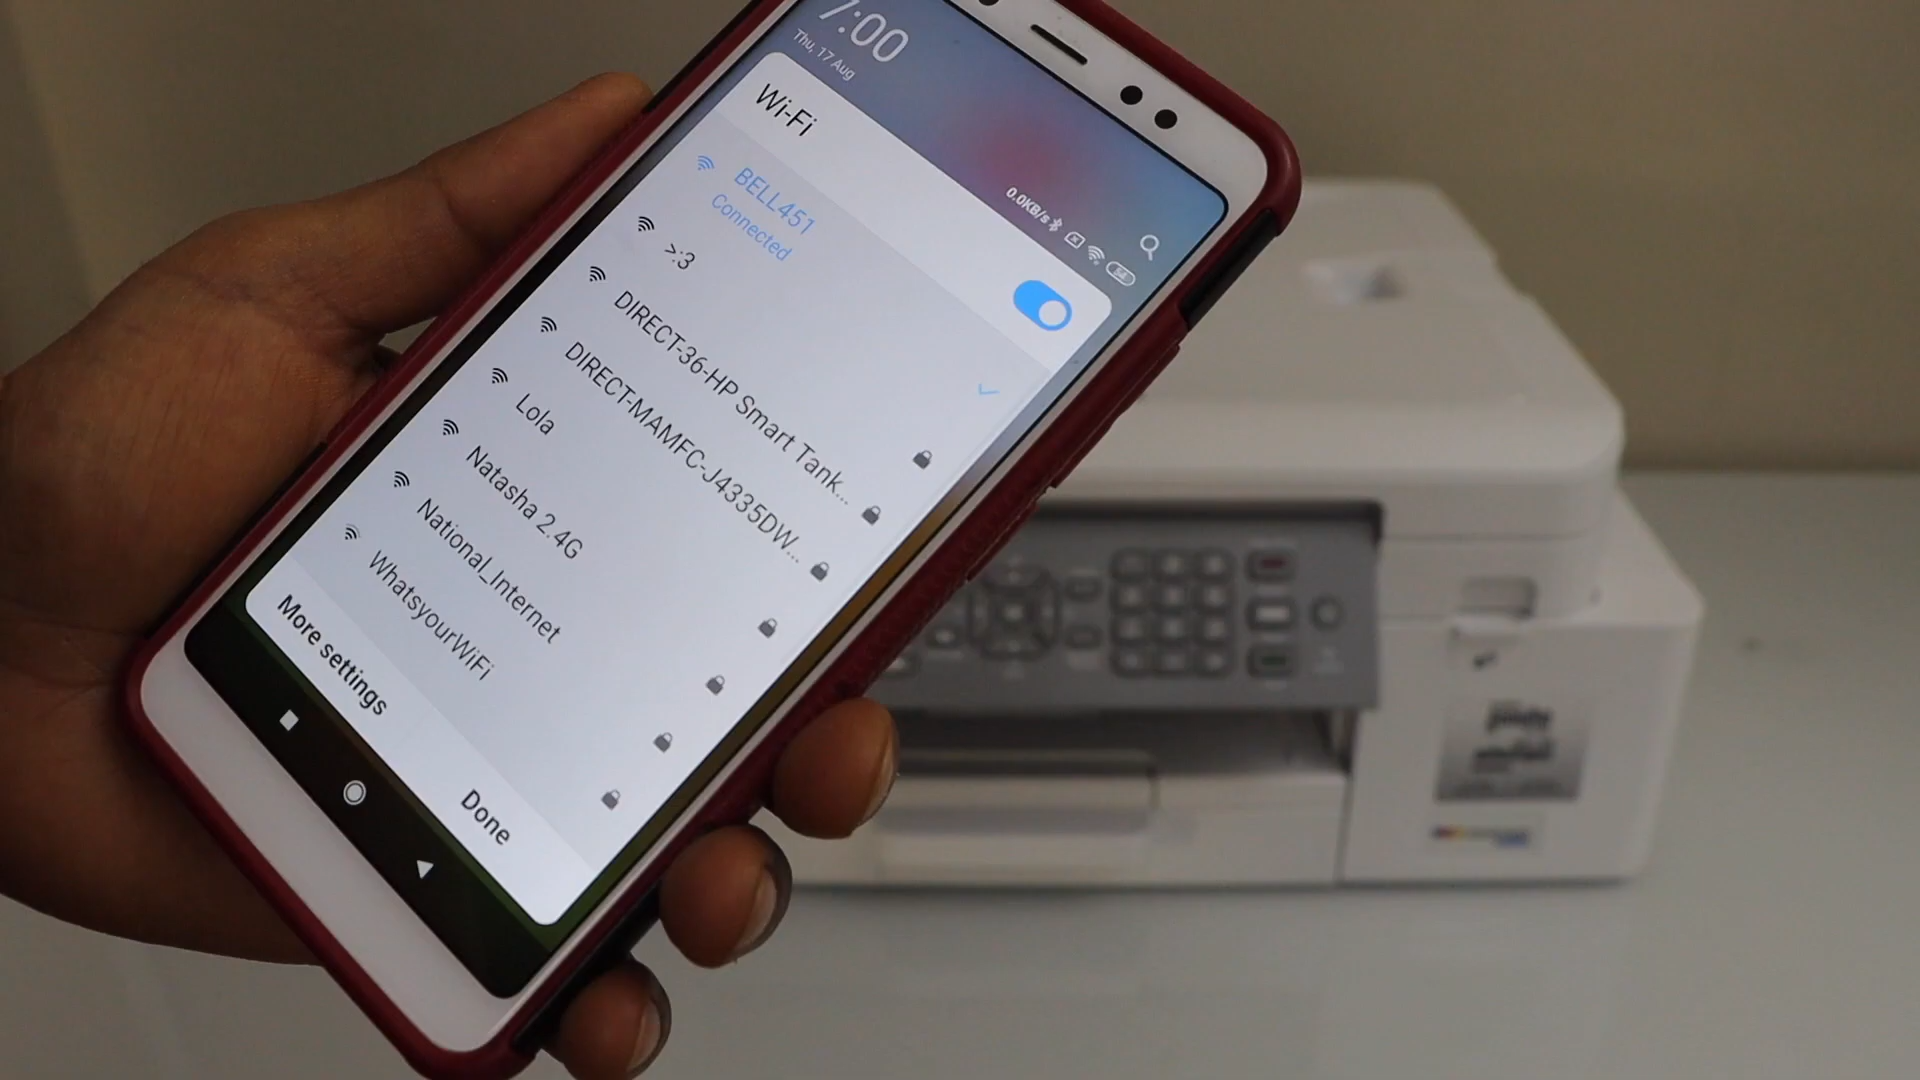 7:00
Thu, 17 Aug
0.0KB/s
54
Wi-Fi
BELL451
Connected
>:3
DIRECT-36-HP Smart Tank...
DIRECT-MAMFC-J4335DW...
Lola
Natasha 2.4G
National_Internet
WhatsyourWiFi
More settings
Done